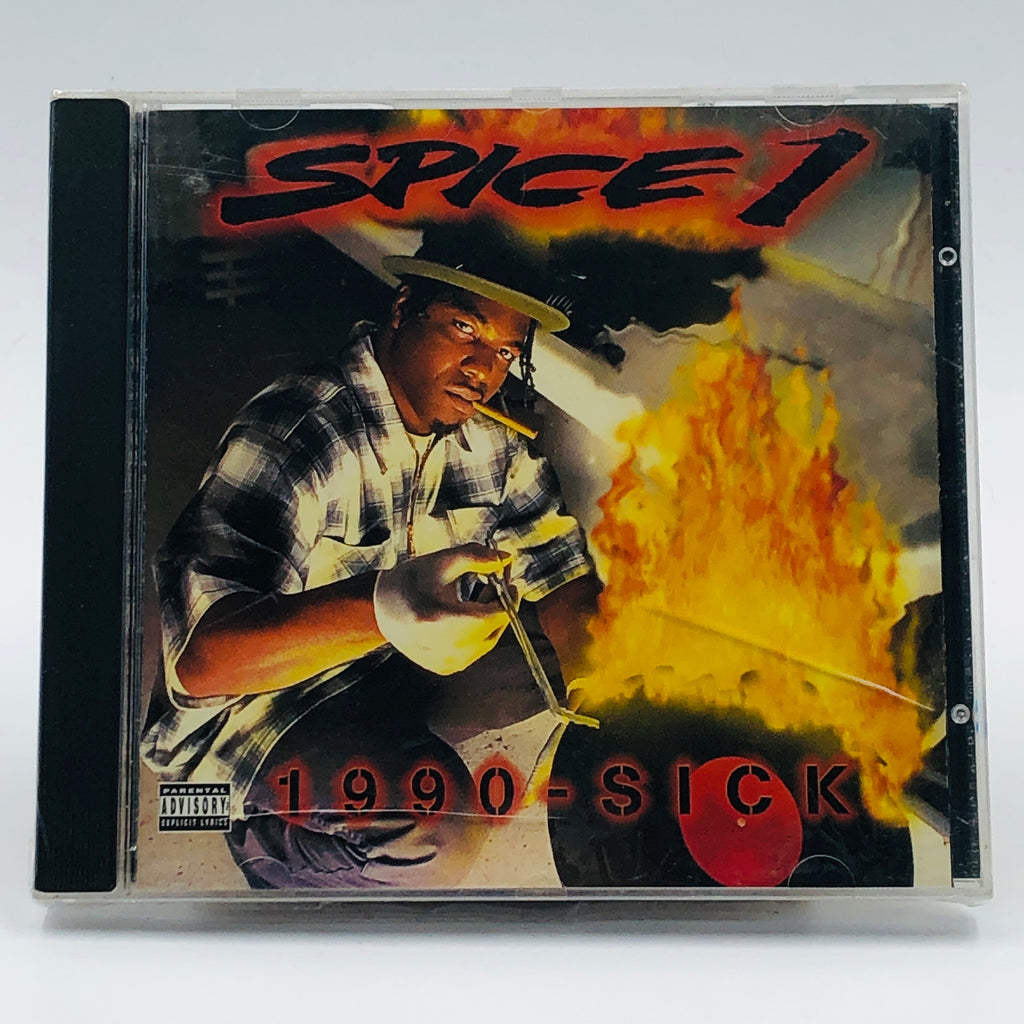 SPICE 1
1990-SICK
PARENTAL
ADVISORY
EXPLICIT LYRICS